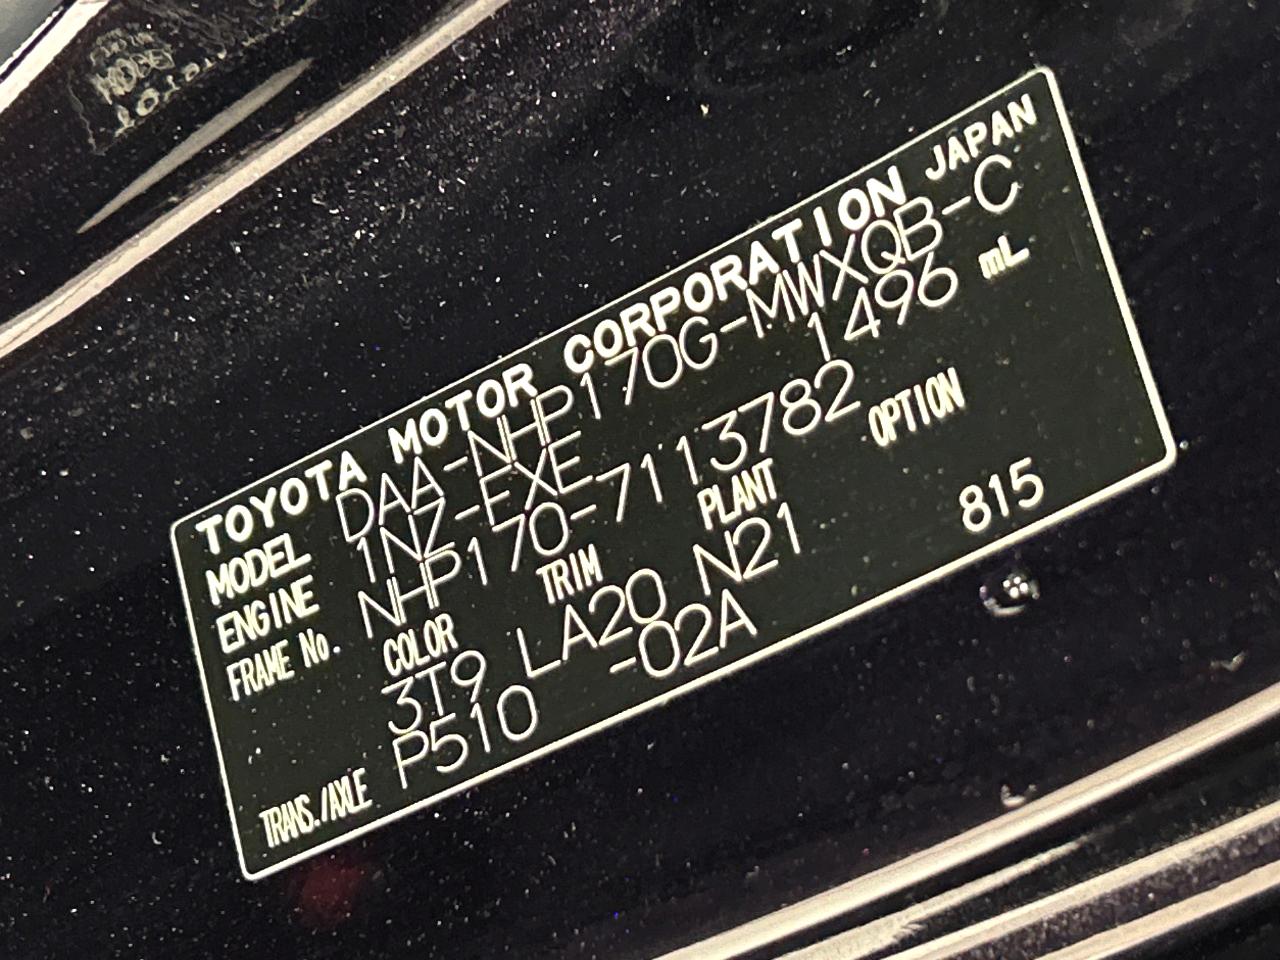 TOYOTA MOTOR CORPORATION JAPAN
MODEL DAA-NHP170G-MWXQB-C
ENGINE 1NZ-EXE 1496 mL
FRAME No. NHP170-7113782
COLOR TRIM PLANT OPTION
3T9 LA20 N21 815
TRANS./AXLE P510 -02A